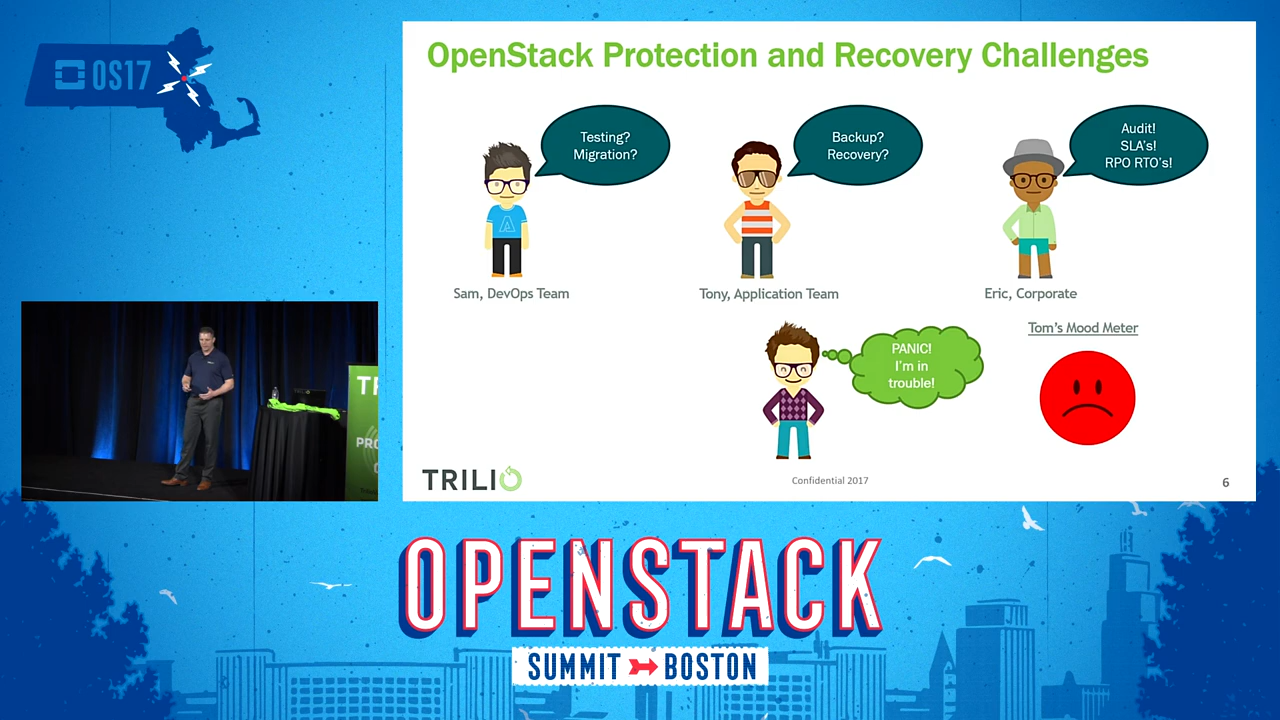 OS17
OpenStack Protection and Recovery Challenges
Testing?
Migration?
Backup?
Recovery?
Audit!
SLA's!
RPO RTO's!
A
Sam, DevOps Team
Tony, Application Team
Eric, Corporate
PANIC!
I'm in
trouble!
Tom's Mood Meter
TRILIO
Confidential 2017
6
OPENSTACK
SUMMIT BOSTON